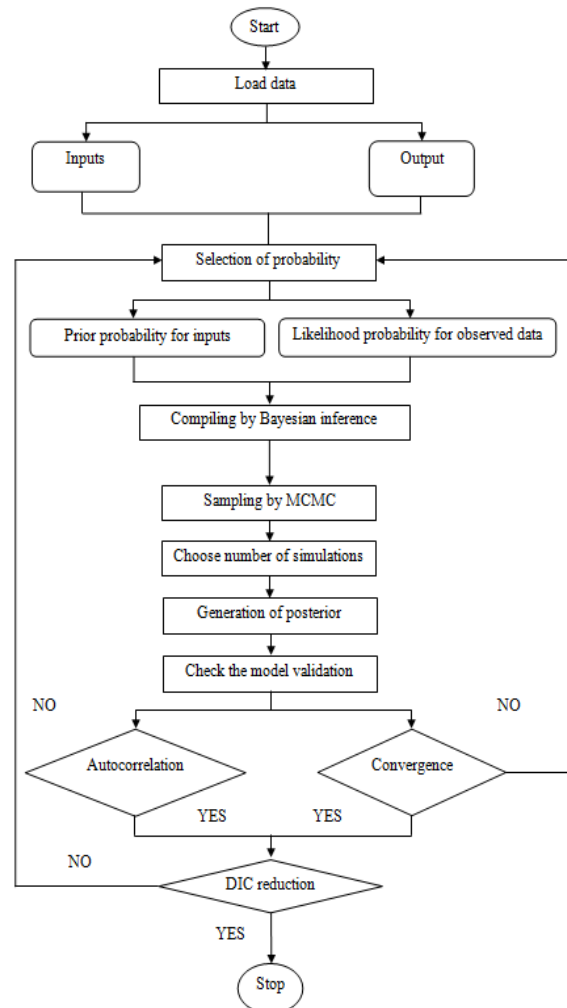 Start
Load data
Inputs
Output
Selection of probability
Prior probability for inputs
Likelihood probability for observed data
Compiling by Bayesian inference
Sampling by MCMC
Choose number of simulations
Generation of posterior
Check the model validation
NO
NO
Autocorrelation
Convergence
YES
YES
NO
DIC reduction
YES
Stop